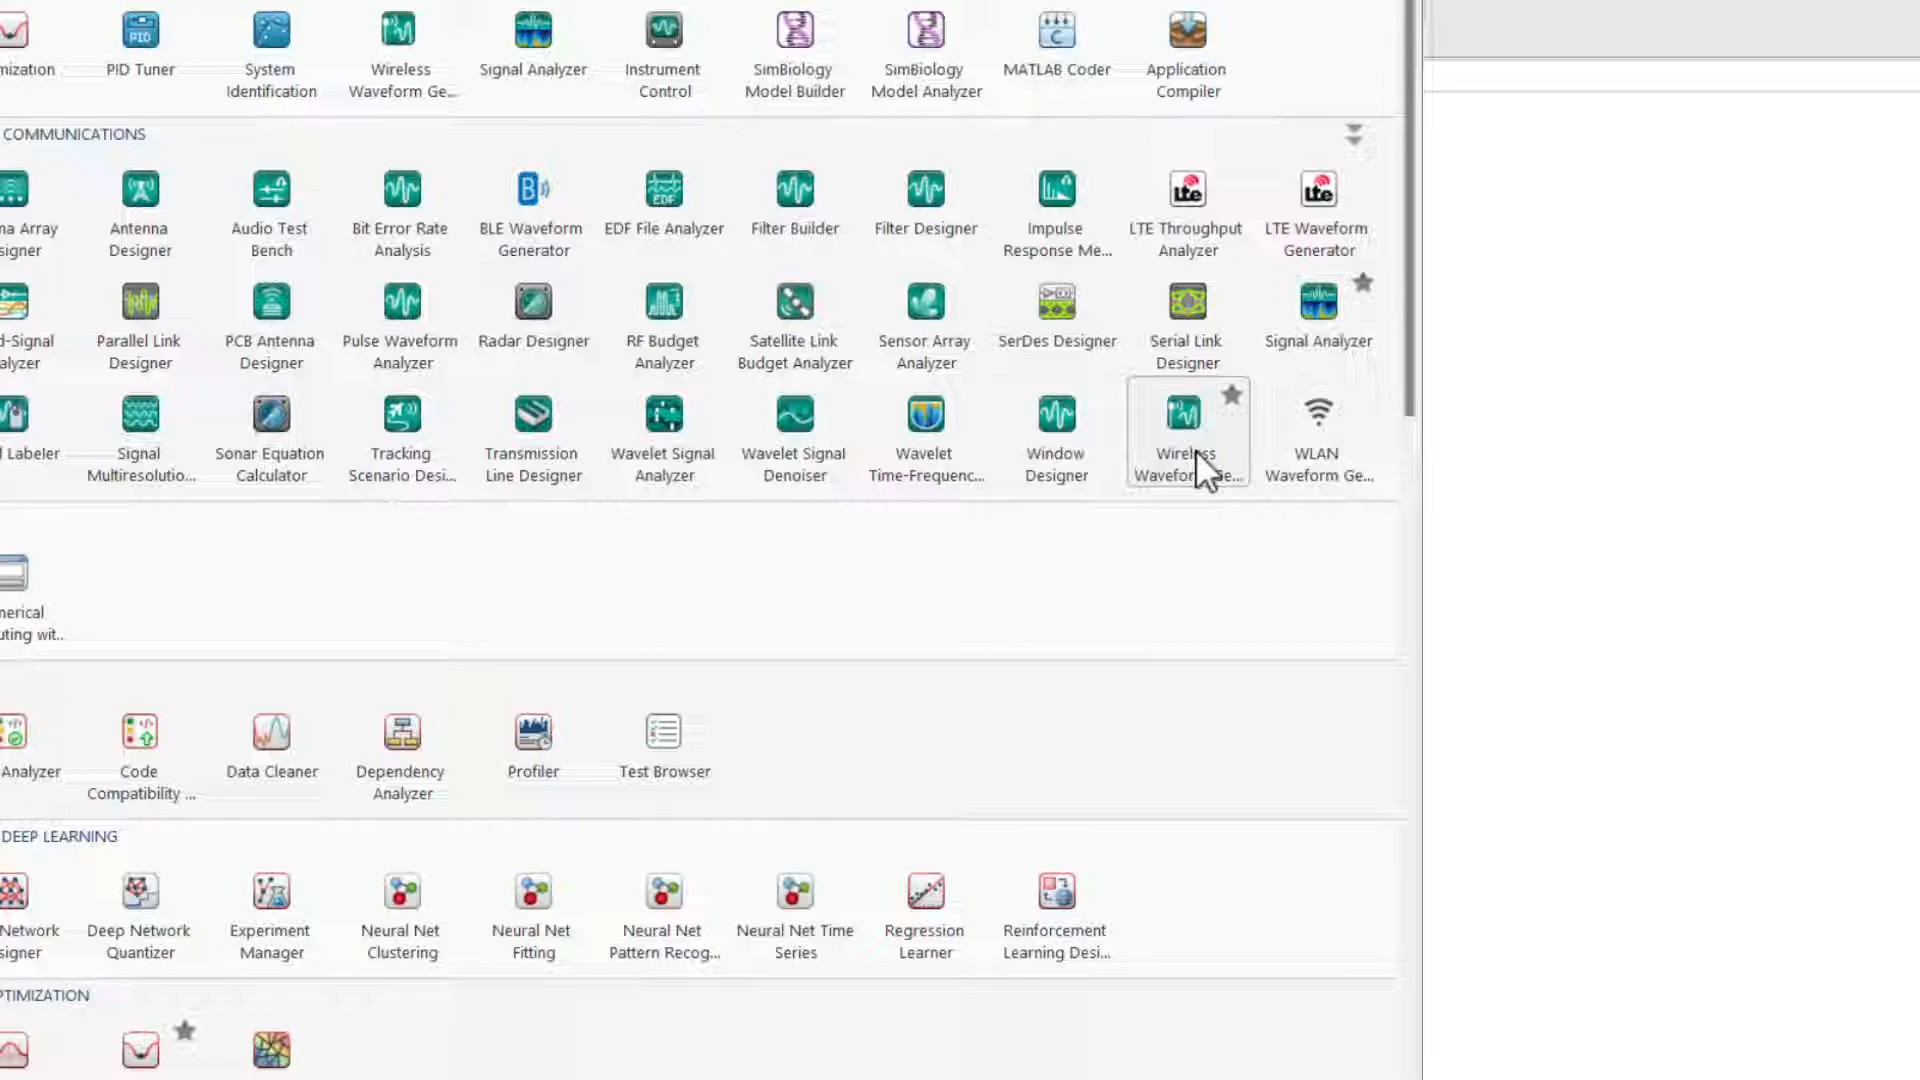 mization PID Tuner System Wireless Signal Analyzer Instrument SimBiology SimBiology MATLAB Coder Application
Identification Waveform Ge... Control Model Builder Model Analyzer Compiler
COMMUNICATIONS
na Array Antenna Audio Test Bit Error Rate BLE Waveform EDF File Analyzer Filter Builder Filter Designer Impulse LTE Throughput LTE Waveform
signer Designer Bench Analysis Generator Response Me... Analyzer Generator
d-Signal Parallel Link PCB Antenna Pulse Waveform Radar Designer RF Budget Satellite Link Sensor Array SerDes Designer Serial Link Signal Analyzer
alyzer Designer Designer Analyzer Analyzer Budget Analyzer Analyzer Designer
l Labeler Signal Sonar Equation Tracking Transmission Wavelet Signal Wavelet Signal Wavelet Window Wireless WLAN
Multiresolutio... Calculator Scenario Desi... Line Designer Analyzer Denoiser Time-Frequenc... Designer Waveform Ge... Waveform Ge...
merical
uting wit...
Analyzer Code Data Cleaner Dependency Profiler Test Browser
Compatibility ... Analyzer
DEEP LEARNING
Network Deep Network Experiment Neural Net Neural Net Neural Net Neural Net Time Regression Reinforcement
signer Quantizer Manager Clustering Fitting Pattern Recog... Series Learner Learning Desi...
PTIMIZATION